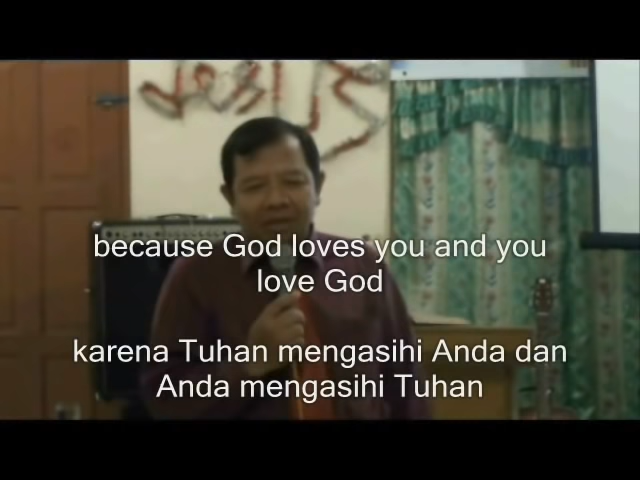 because God loves you and you
love God
karena Tuhan mengasihi Anda dan
Anda mengasihi Tuhan